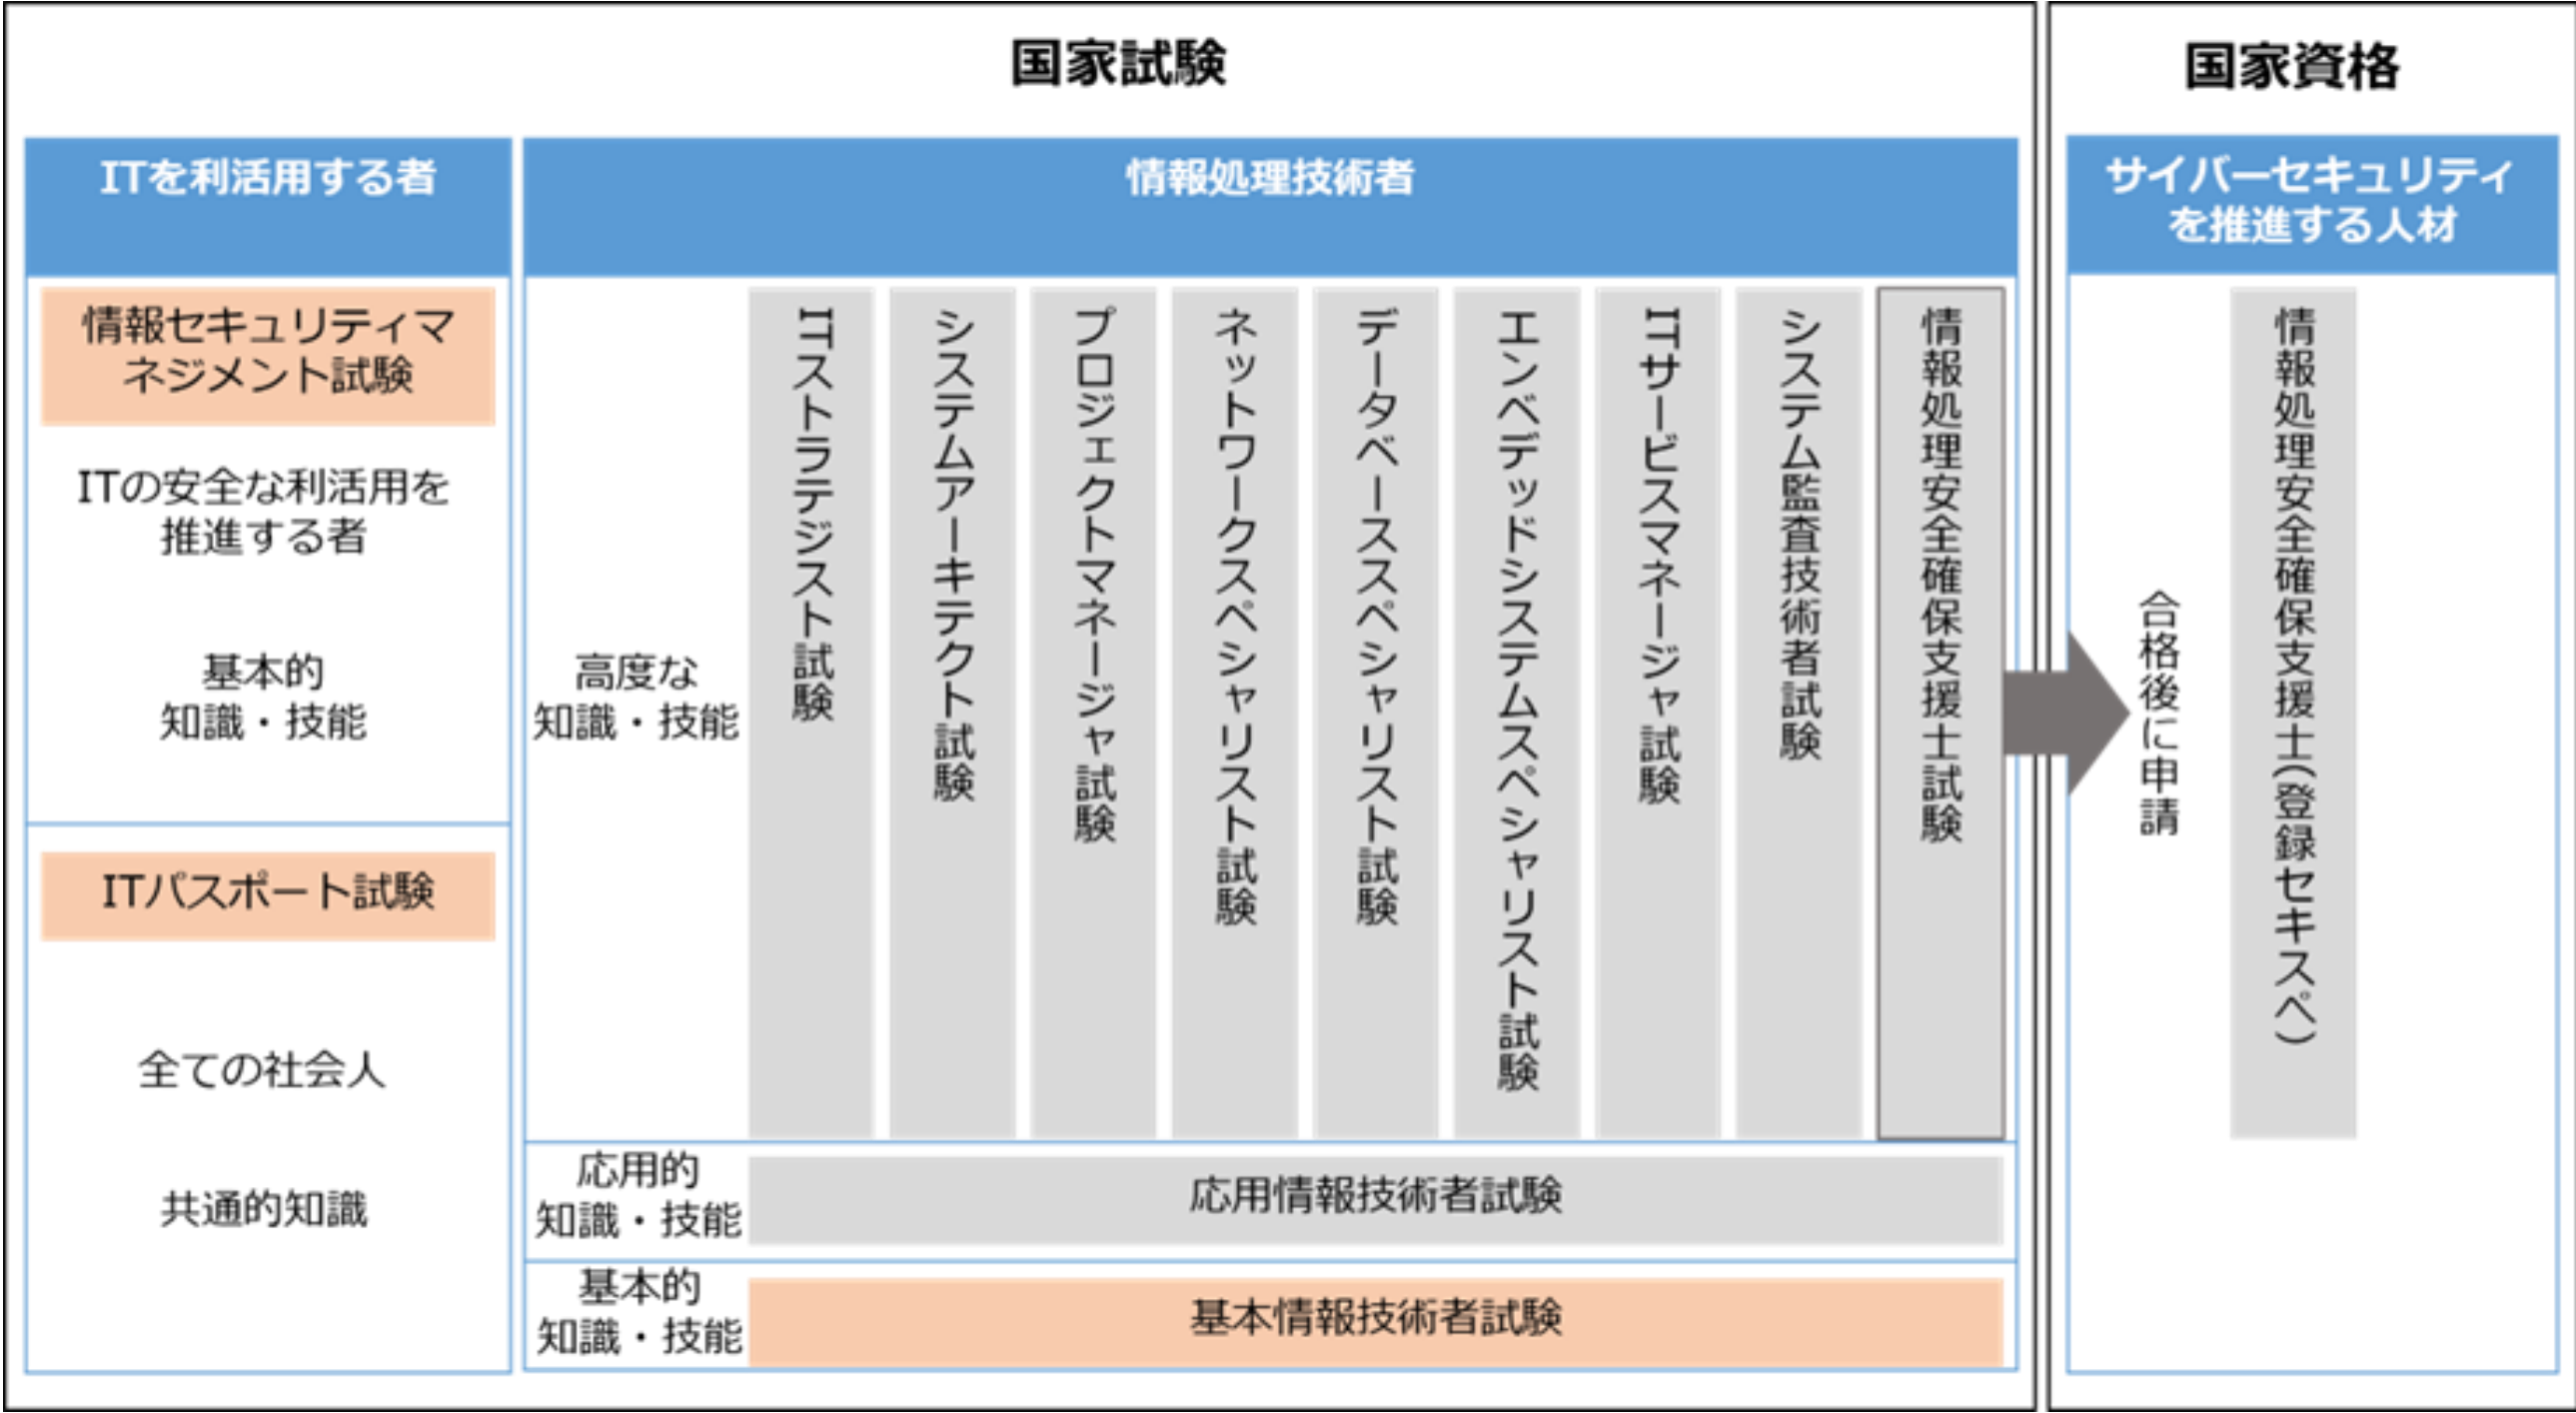 国家試験
国家資格
ITを利活用する者
情報セキュリティマ
ネジメント試験
ITの安全な利活用を
推進する者
基本的
知識・技能
ITパスポート試験
全ての社会人
共通的知識
情報処理技術者
高度な
知識・技能
ITストラテジスト試験
システムアーキテクト試験
プロジェクトマネージャ試験
ネットワークスペシャリスト試験
データベーススペシャリスト試験
エンベデッドシステムスペシャリスト試験
ITサービスマネージャ試験
システム監査技術者試験
情報処理安全確保支援士試験
応用的
知識・技能
応用情報技術者試験
基本的
知識・技能
基本情報技術者試験
サイバーセキュリティ
を推進する人材
合格後に申請
情報処理安全確保支援士(登録セキスペ)